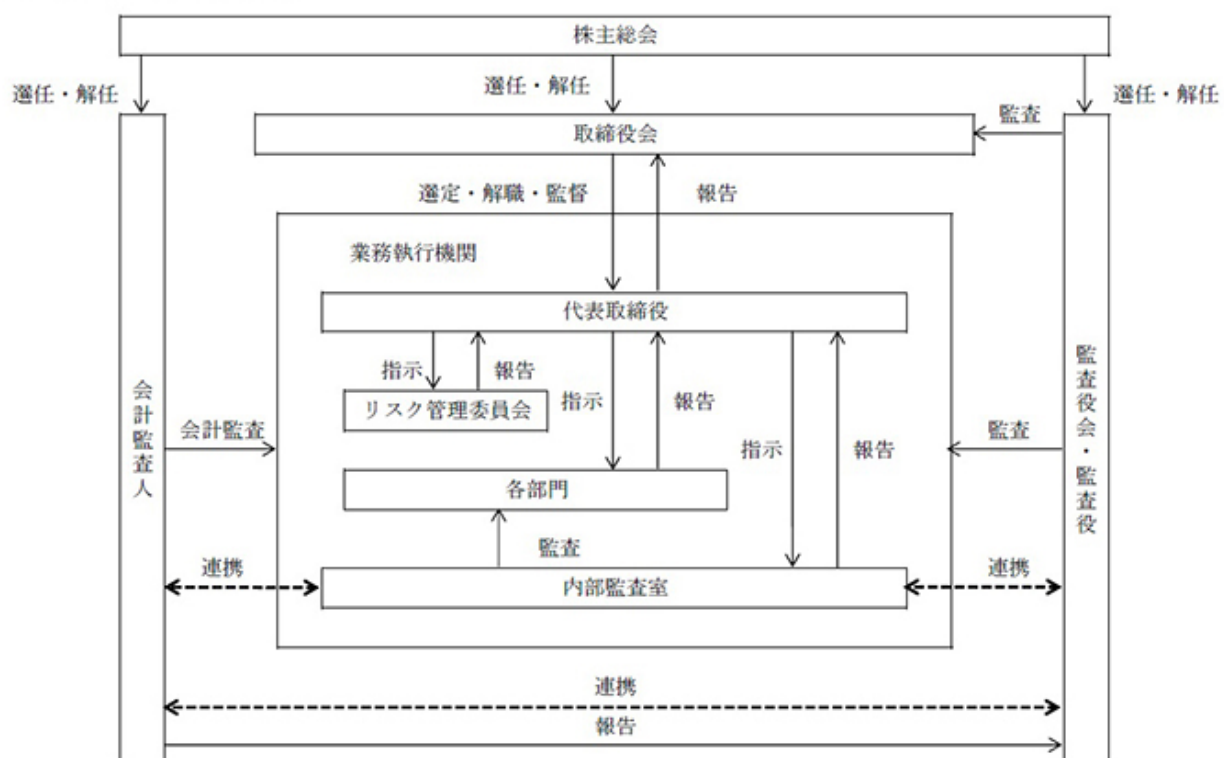 株主総会
選任・解任
選任・解任
選任・解任
取締役会
監査
選定・解職・監督
報告
業務執行機関
代表取締役
指示
報告
リスク管理委員会
指示
報告
指示
報告
会計監査人
会計監査
監査
監査役会・監査役
各部門
監査
連携
内部監査室
連携
連携
報告